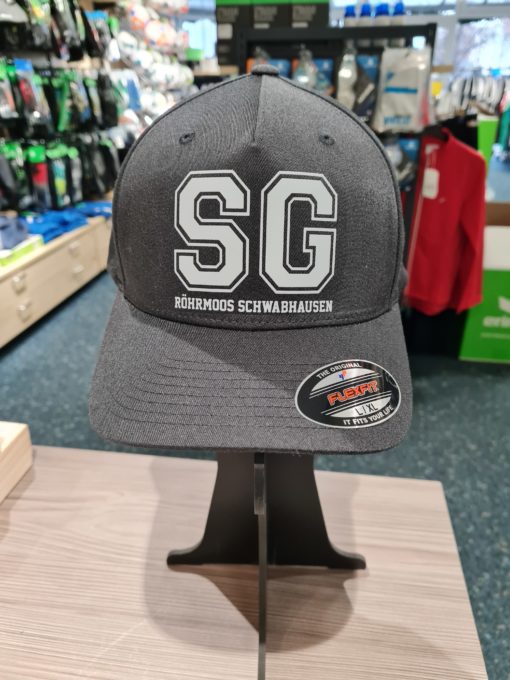 SG
RÖHRMOOS SCHWABHAUSEN
THE ORIGINAL
FLEXFIT
L/XL
IT FITS YOUR LIFE